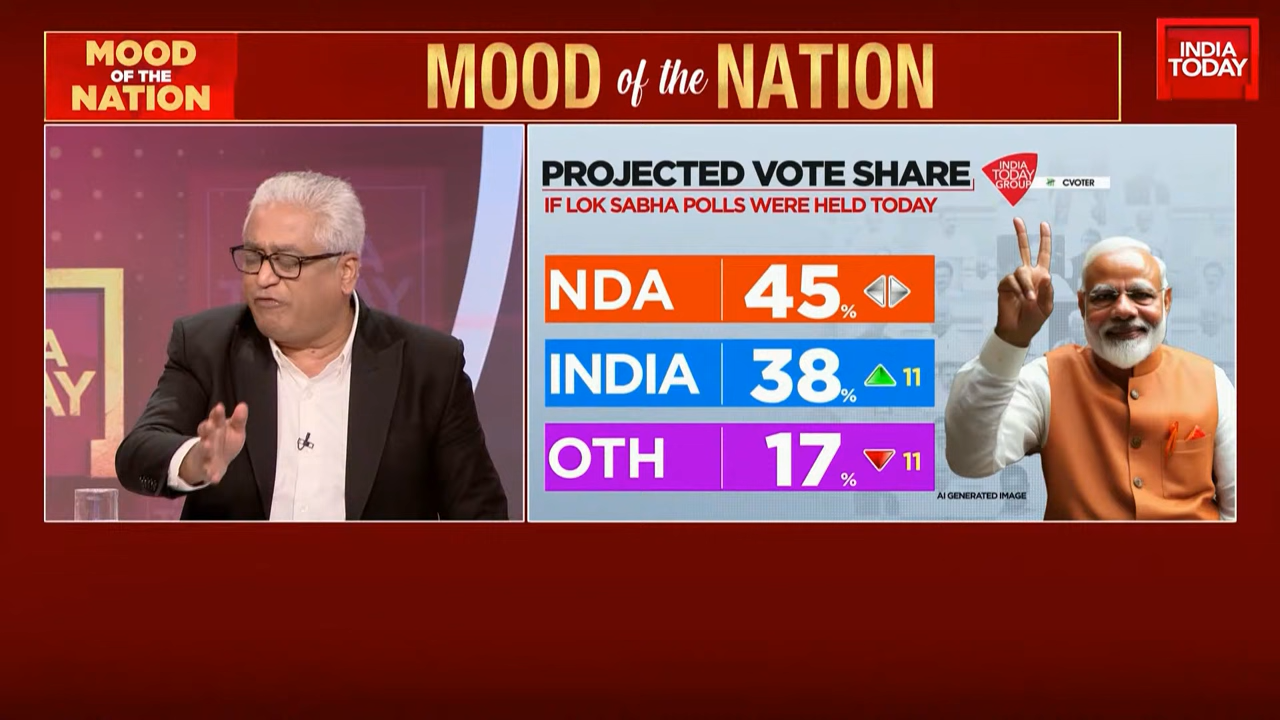 MOOD
OF THE
NATION
MOOD of the NATION
INDIA
TODAY
PROJECTED VOTE SHARE
INDIA
TODAY
GROUP
CVOTER
IF LOK SABHA POLLS WERE HELD TODAY
NDA 45%
INDIA 38% 11
OTH 17% 11
AI GENERATED IMAGE
A
AY